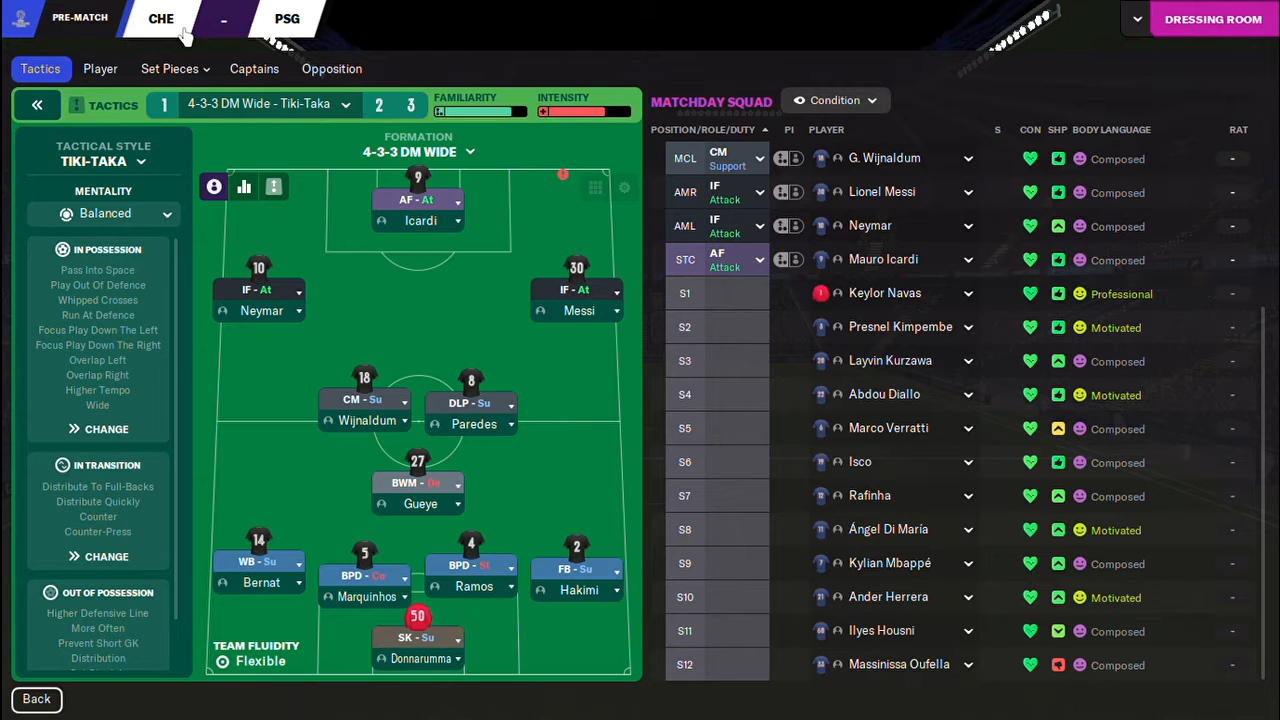 PRE-MATCH
CHE
-
PSG
DRESSING ROOM
Tactics
Player
Set Pieces
Captains
Opposition
TACTICS
1
4-3-3 DM Wide - Tiki-Taka
2
3
FAMILIARITY
INTENSITY
TACTICAL STYLE
TIKI-TAKA
MENTALITY
Balanced
IN POSSESSION
Pass Into Space
Play Out Of Defence
Whipped Crosses
Run At Defence
Focus Play Down The Left
Focus Play Down The Right
Overlap Left
Overlap Right
Higher Tempo
Wide
CHANGE
IN TRANSITION
Distribute To Full-Backs
Distribute Quickly
Counter
Counter-Press
CHANGE
OUT OF POSSESSION
Higher Defensive Line
More Often
Prevent Short GK
Distribution
FORMATION
4-3-3 DM WIDE
9
AF - At
Icardi
10
IF - At
Neymar
30
IF - At
Messi
18
CM - Su
Wijnaldum
8
DLP - Su
Paredes
27
BWM - De
Gueye
14
WB - Su
Bernat
5
BPD - Co
Marquinhos
4
BPD - St
Ramos
2
FB - Su
Hakimi
50
SK - Su
Donnarumma
TEAM FLUIDITY
Flexible
MATCHDAY SQUAD
Condition
POSITION/ROLE/DUTY PI PLAYER S CON SHP BODY LANGUAGE RAT
MCL CM Support G. Wijnaldum Composed -
AMR IF Attack Lionel Messi Composed -
AML IF Attack Neymar Composed -
STC AF Attack Mauro Icardi Composed -
S1 Keylor Navas Professional -
S2 Presnel Kimpembe Motivated -
S3 Layvin Kurzawa Composed -
S4 Abdou Diallo Motivated -
S5 Marco Verratti Composed -
S6 Isco Composed -
S7 Rafinha Composed -
S8 Ángel Di María Motivated -
S9 Kylian Mbappé Composed -
S10 Ander Herrera Motivated -
S11 Ilyes Housni Composed -
S12 Massinissa Oufella Composed -
Back